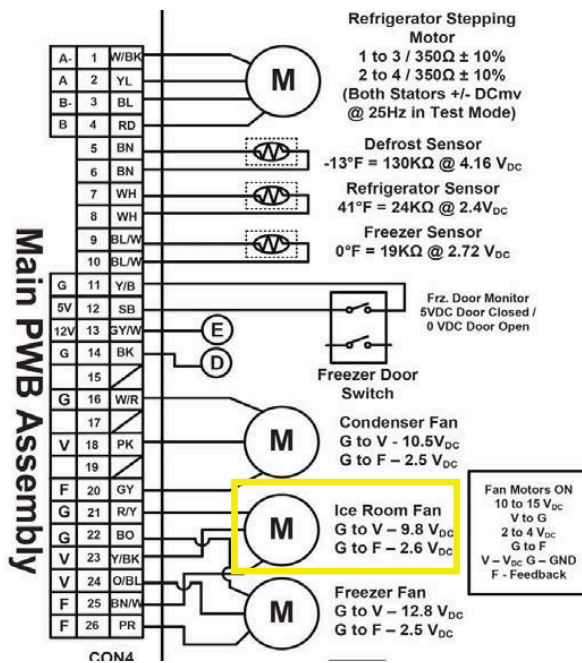 Refrigerator Stepping
Motor
1 to 3 / 350Ω ± 10%
2 to 4 / 350Ω ± 10%
(Both Stators +/- DCmv
@ 25Hz in Test Mode)
M
A- 1 W/BK
A 2 YL
B- 3 BL
B 4 RD
5 BN
6 BN
7 WH
8 WH
9 BL/W
10 BL/W
G 11 Y/B
5V 12 SB
12V 13 GY/W
G 14 BK
15
G 16 W/R
17
V 18 PK
19
F 20 GY
G 21 R/Y
G 22 BO
V 23 Y/BK
V 24 O/BL
F 25 BN/W
F 26 PR
CON4
Main PWB Assembly
Defrost Sensor
-13°F = 130KΩ @ 4.16 VDC
Refrigerator Sensor
41°F = 24KΩ @ 2.4VDC
Freezer Sensor
0°F = 19KΩ @ 2.72 VDC
E
D
Frz. Door Monitor
5VDC Door Closed /
0 VDC Door Open
Freezer Door
Switch
M
Condenser Fan
G to V - 10.5VDC
G to F – 2.5 VDC
M
Ice Room Fan
G to V – 9.8 VDC
G to F – 2.6 VDC
M
Freezer Fan
G to V – 12.8 VDC
G to F – 2.5 VDC
Fan Motors ON
10 to 15 VDC
V to G
2 to 4 VDC
G to F
V – VDC G – GND
F - Feedback